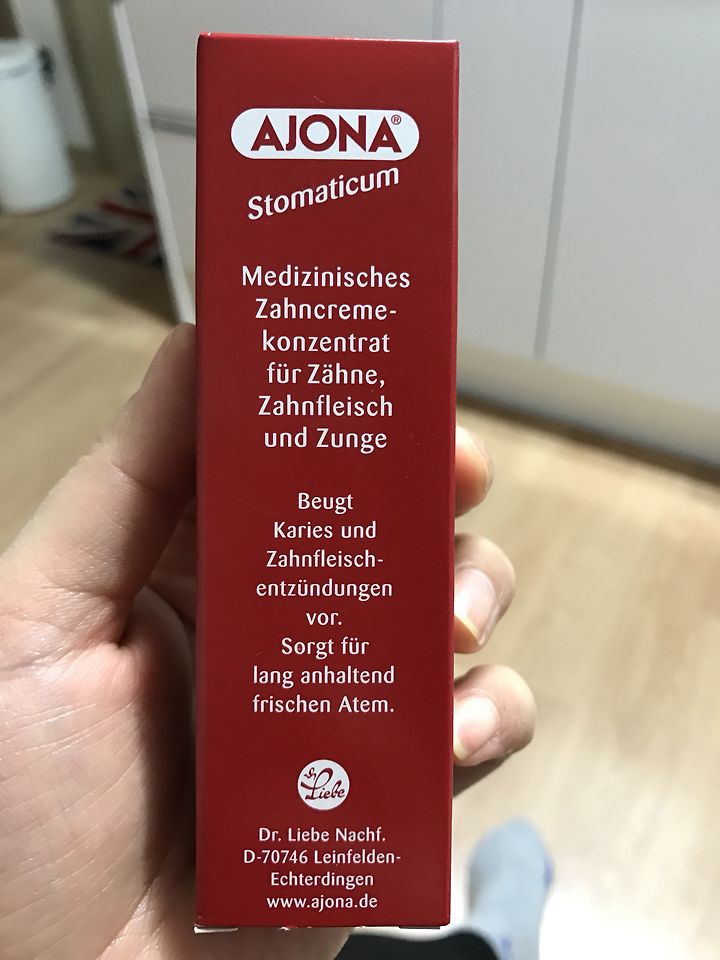 AJONA®
Stomaticum
Medizinisches
Zahncreme-
konzentrat
für Zähne,
Zahnfleisch
und Zunge
Beugt
Karies und
Zahnfleisch-
entzündungen
vor.
Sorgt für
lang anhaltend
frischen Atem.
Dr. Liebe
Dr. Liebe Nachf.
D-70746 Leinfelden-
Echterdingen
www.ajona.de